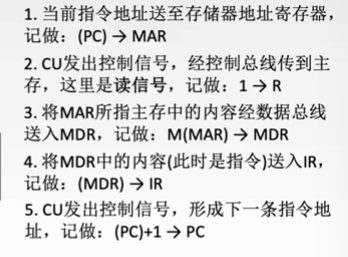 1. 当前指令地址送至存储器地址寄存器，
记做：(PC) → MAR
2. CU发出控制信号，经控制总线传到主
存，这里是读信号，记做：1 → R
3. 将MAR所指主存中的内容经数据总线
送入MDR，记做：M(MAR) → MDR
4. 将MDR中的内容(此时是指令)送入IR，
记做：(MDR) → IR
5. CU发出控制信号，形成下一条指令地
址，记做：(PC)+1 → PC